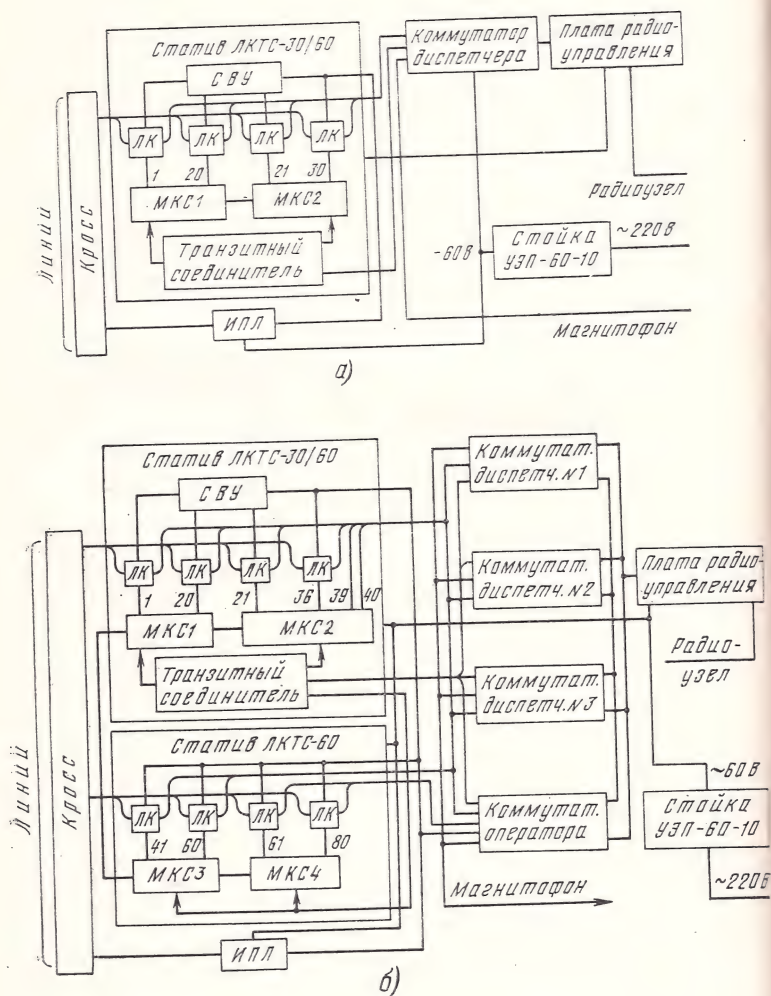 Статив ЛКТС-30/60
СВУ
ЛК
ЛК
ЛК
ЛК
1
20
21
30
МКС1
МКС2
Транзитный
соединитель
Коммутатор
диспетчера
Плата радио-
управления
Радиоузел
-60В
Стойка
УЗП-60-10
~220В
Магнитофон
Линий
Кросс
ИПЛ
а)
Статив ЛКТС-30/60
СВУ
ЛК
ЛК
ЛК
ЛК
1
20
21
36
39
40
МКС1
МКС2
Транзитный
соединитель
Статив ЛКТС-60
ЛК
ЛК
ЛК
ЛК
41
60
61
80
МКС3
МКС4
Коммутат.
диспетч. №1
Коммутат.
диспетч. №2
Коммутат.
диспетч. №3
Коммутат.
оператора
Плата радио-
управления
Радио-
узел
~60В
Стойка
УЗП-60-10
~220В
Магнитофон
Линий
Кросс
ИПЛ
б)